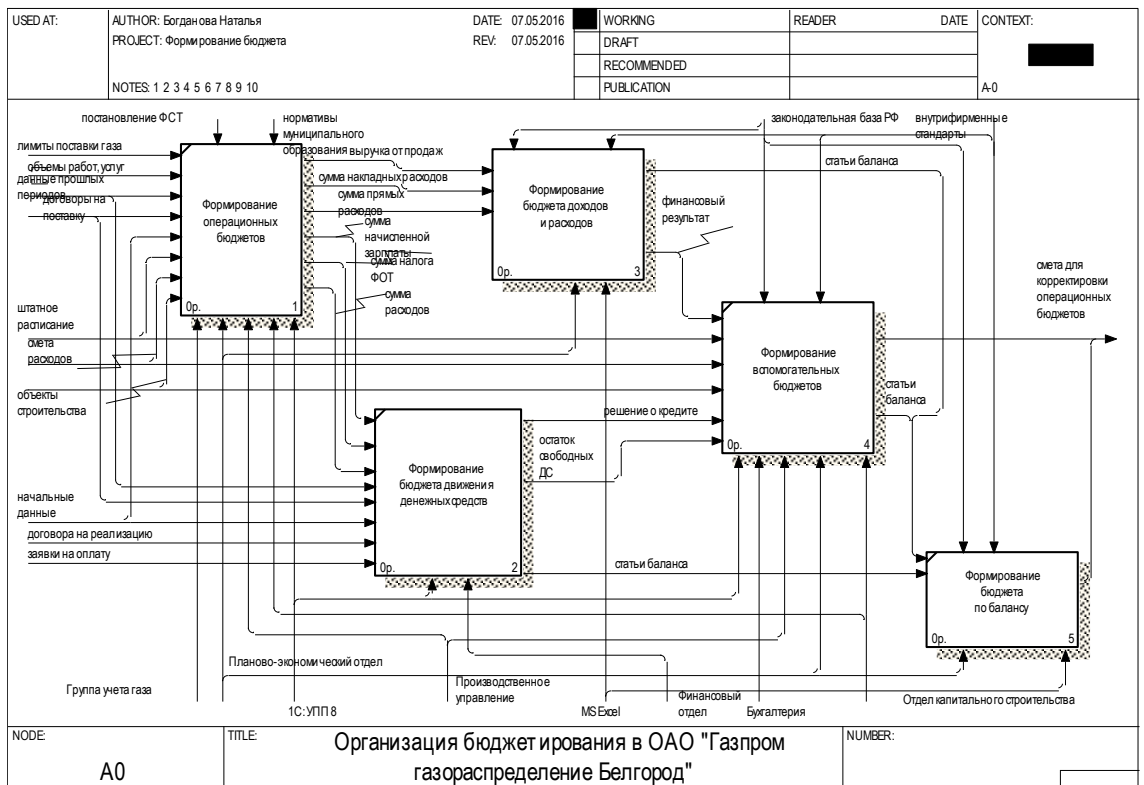 USED AT:
AUTHOR: Богданова Наталья
DATE: 07.05.2016
WORKING
READER
DATE
CONTEXT:
PROJECT: Формирование бюджета
REV: 07.05.2016
DRAFT
RECOMMENDED
NOTES: 1 2 3 4 5 6 7 8 9 10
PUBLICATION
A-0
постановление ФСТ
нормативы
муниципального
образования
законодательная база РФ
внутрифирменные
стандарты
лимиты поставки газа
объемы работ, услуг
данные прошлых
периодов
договоры на
поставку
Формирование
операционных
бюджетов
0р.
1
выручка от продаж
сумма накладных расходов
сумма прямых
расходов
сумма
начисленной
зарплаты
сумма налога
ФОТ
сумма
расходов
Формирование
бюджета доходов
и расходов
0р.
3
статьи баланса
финансовый
результат
смета для
корректировки
операционных
бюджетов
штатное
расписание
смета
расходов
объекты
строительства
Формирование
вспомогательных
бюджетов
0р.
4
статьи
баланса
решение о кредите
остаток
свободных
ДС
Формирование
бюджета движения
денежных средств
0р.
2
начальные
данные
договора на реализацию
заявки на оплату
статьи баланса
Формирование
бюджета
по балансу
0р.
5
Планово-экономический отдел
Группа учета газа
1С: УПП 8
Производственное
управление
MS Excel
Финансовый
отдел
Бухгалтерия
Отдел капитального строительства
NODE:
TITLE:
NUMBER:
A0
Организация бюджетирования в ОАО "Газпром
газораспределение Белгород"